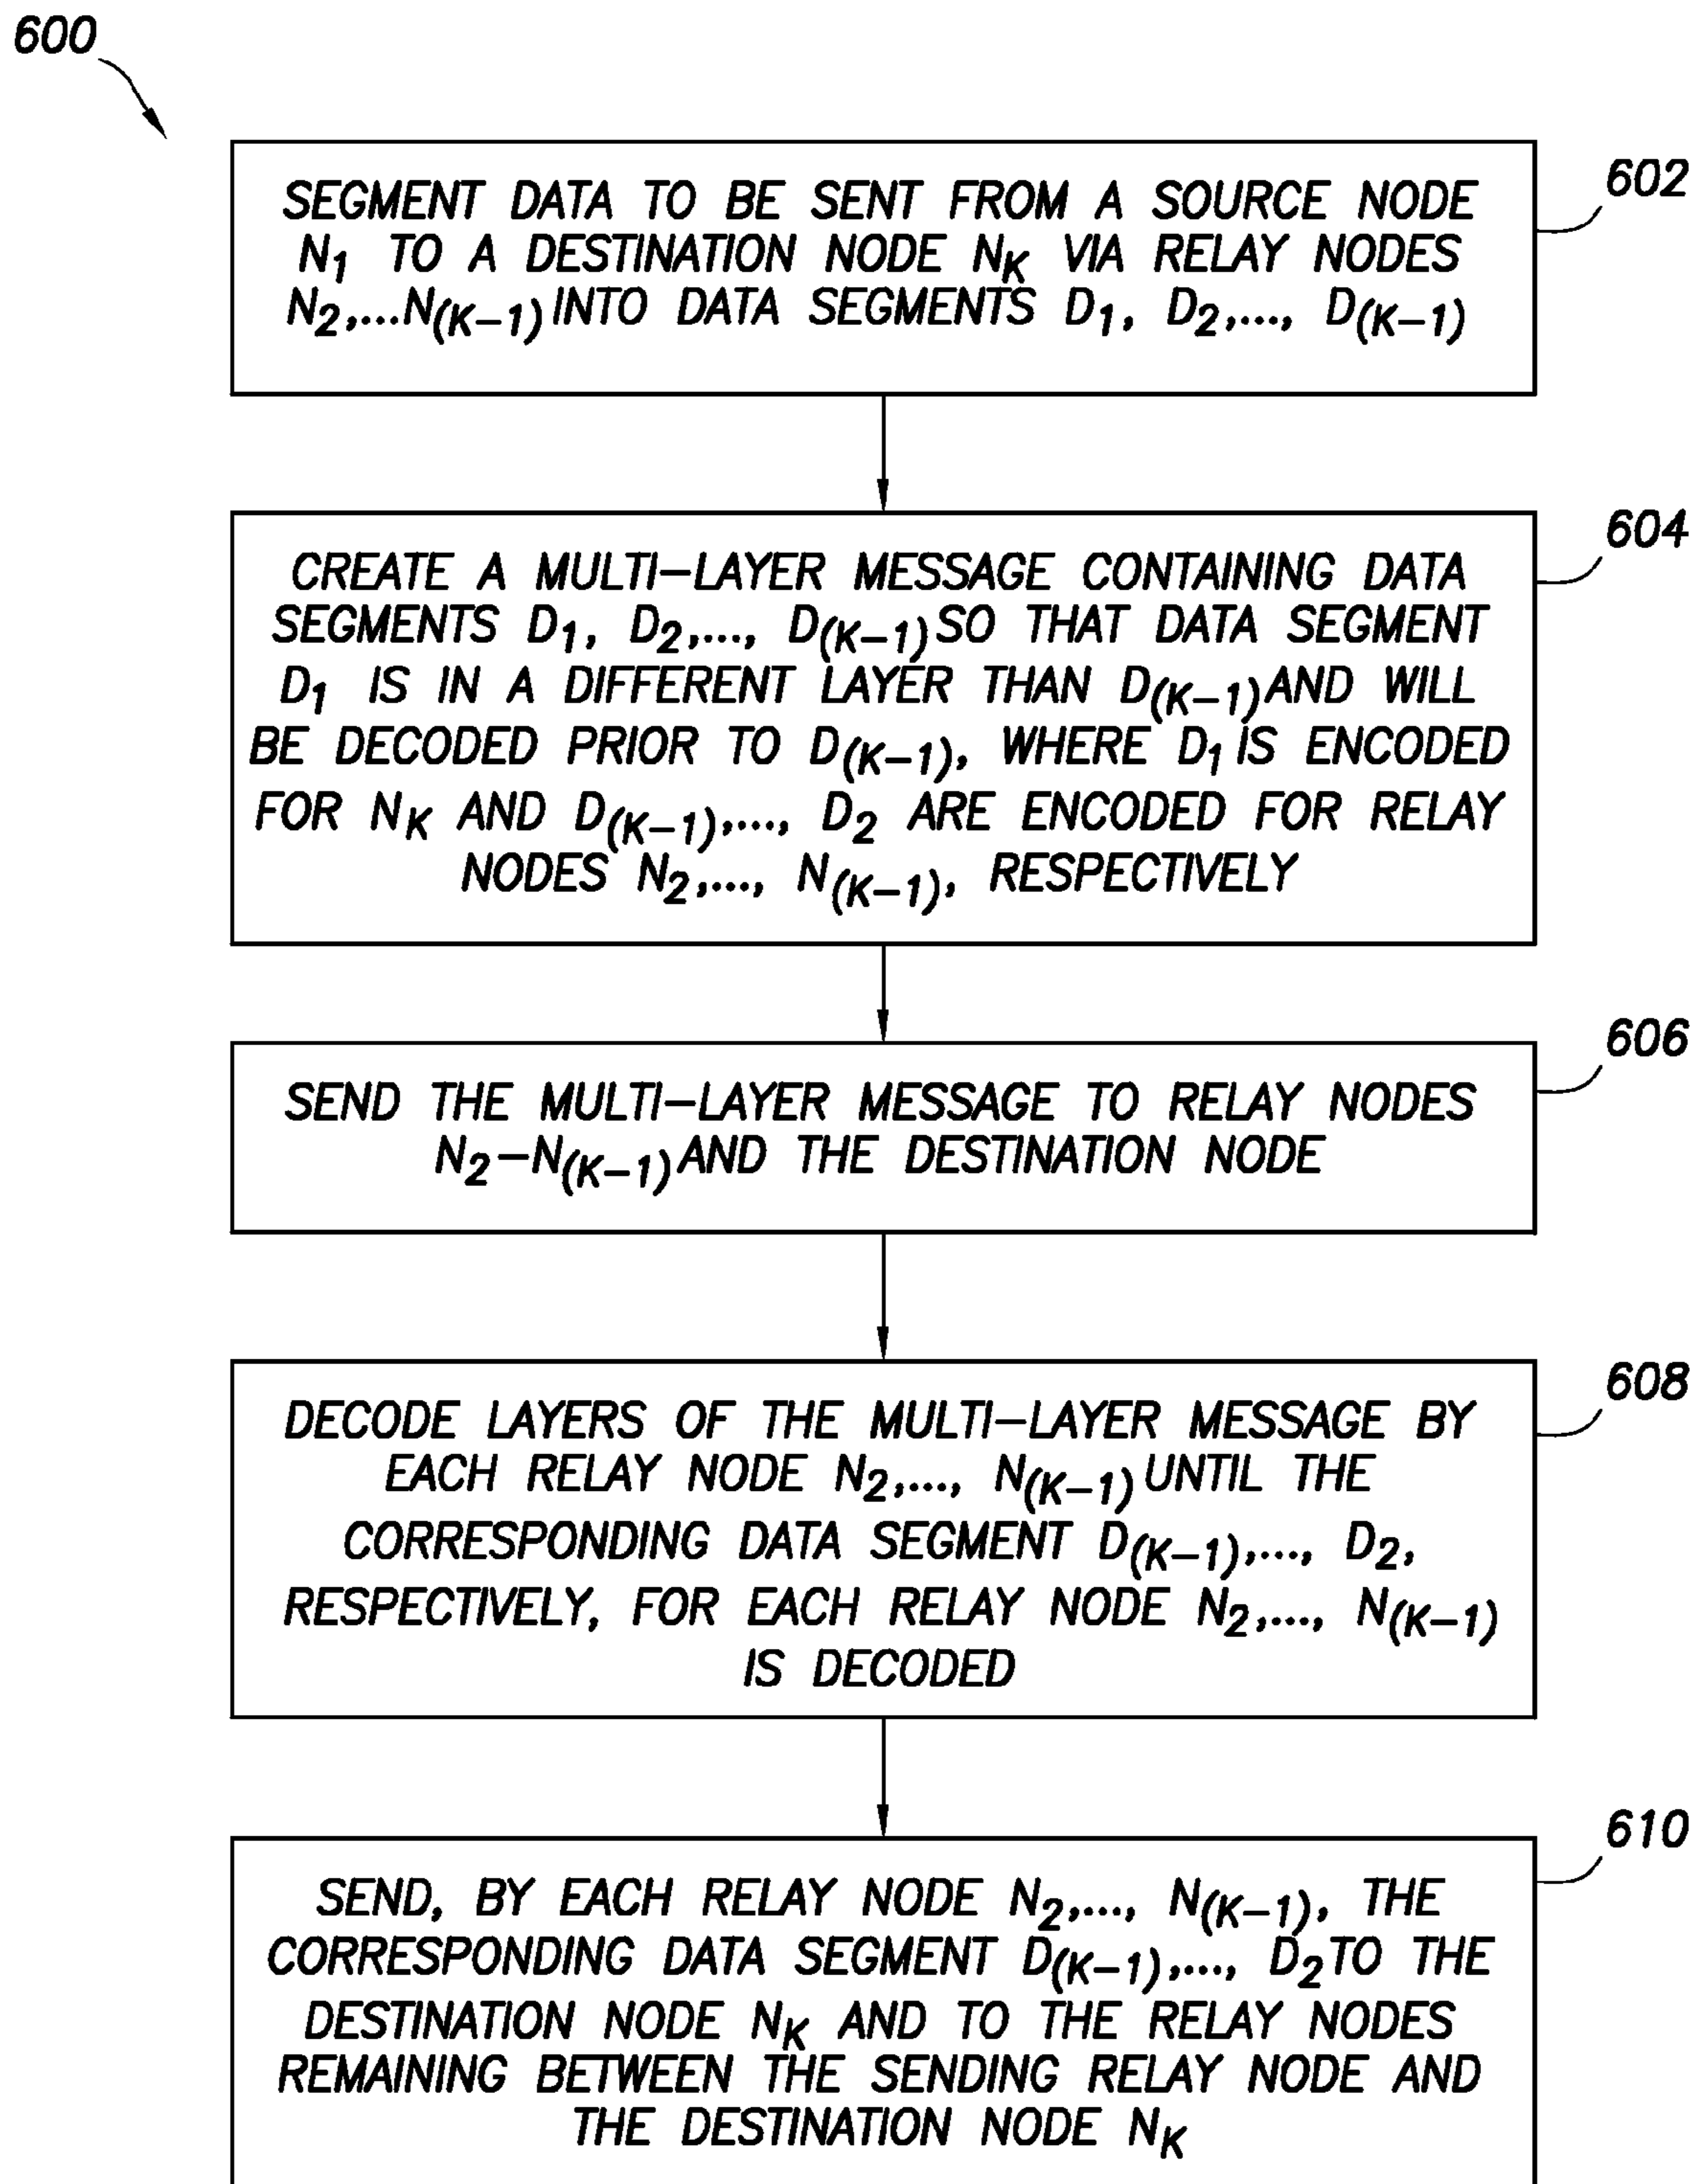 600
602
SEGMENT DATA TO BE SENT FROM A SOURCE NODE
N1 TO A DESTINATION NODE NK VIA RELAY NODES
N2,...N(K-1) INTO DATA SEGMENTS D1, D2,..., D(K-1)
604
CREATE A MULTI-LAYER MESSAGE CONTAINING DATA
SEGMENTS D1, D2,..., D(K-1) SO THAT DATA SEGMENT
D1 IS IN A DIFFERENT LAYER THAN D(K-1) AND WILL
BE DECODED PRIOR TO D(K-1), WHERE D1 IS ENCODED
FOR NK AND D(K-1),..., D2 ARE ENCODED FOR RELAY
NODES N2,..., N(K-1), RESPECTIVELY
606
SEND THE MULTI-LAYER MESSAGE TO RELAY NODES
N2-N(K-1) AND THE DESTINATION NODE
608
DECODE LAYERS OF THE MULTI-LAYER MESSAGE BY
EACH RELAY NODE N2,..., N(K-1) UNTIL THE
CORRESPONDING DATA SEGMENT D(K-1),..., D2,
RESPECTIVELY, FOR EACH RELAY NODE N2,..., N(K-1)
IS DECODED
610
SEND, BY EACH RELAY NODE N2,..., N(K-1), THE
CORRESPONDING DATA SEGMENT D(K-1),..., D2 TO THE
DESTINATION NODE NK AND TO THE RELAY NODES
REMAINING BETWEEN THE SENDING RELAY NODE AND
THE DESTINATION NODE NK